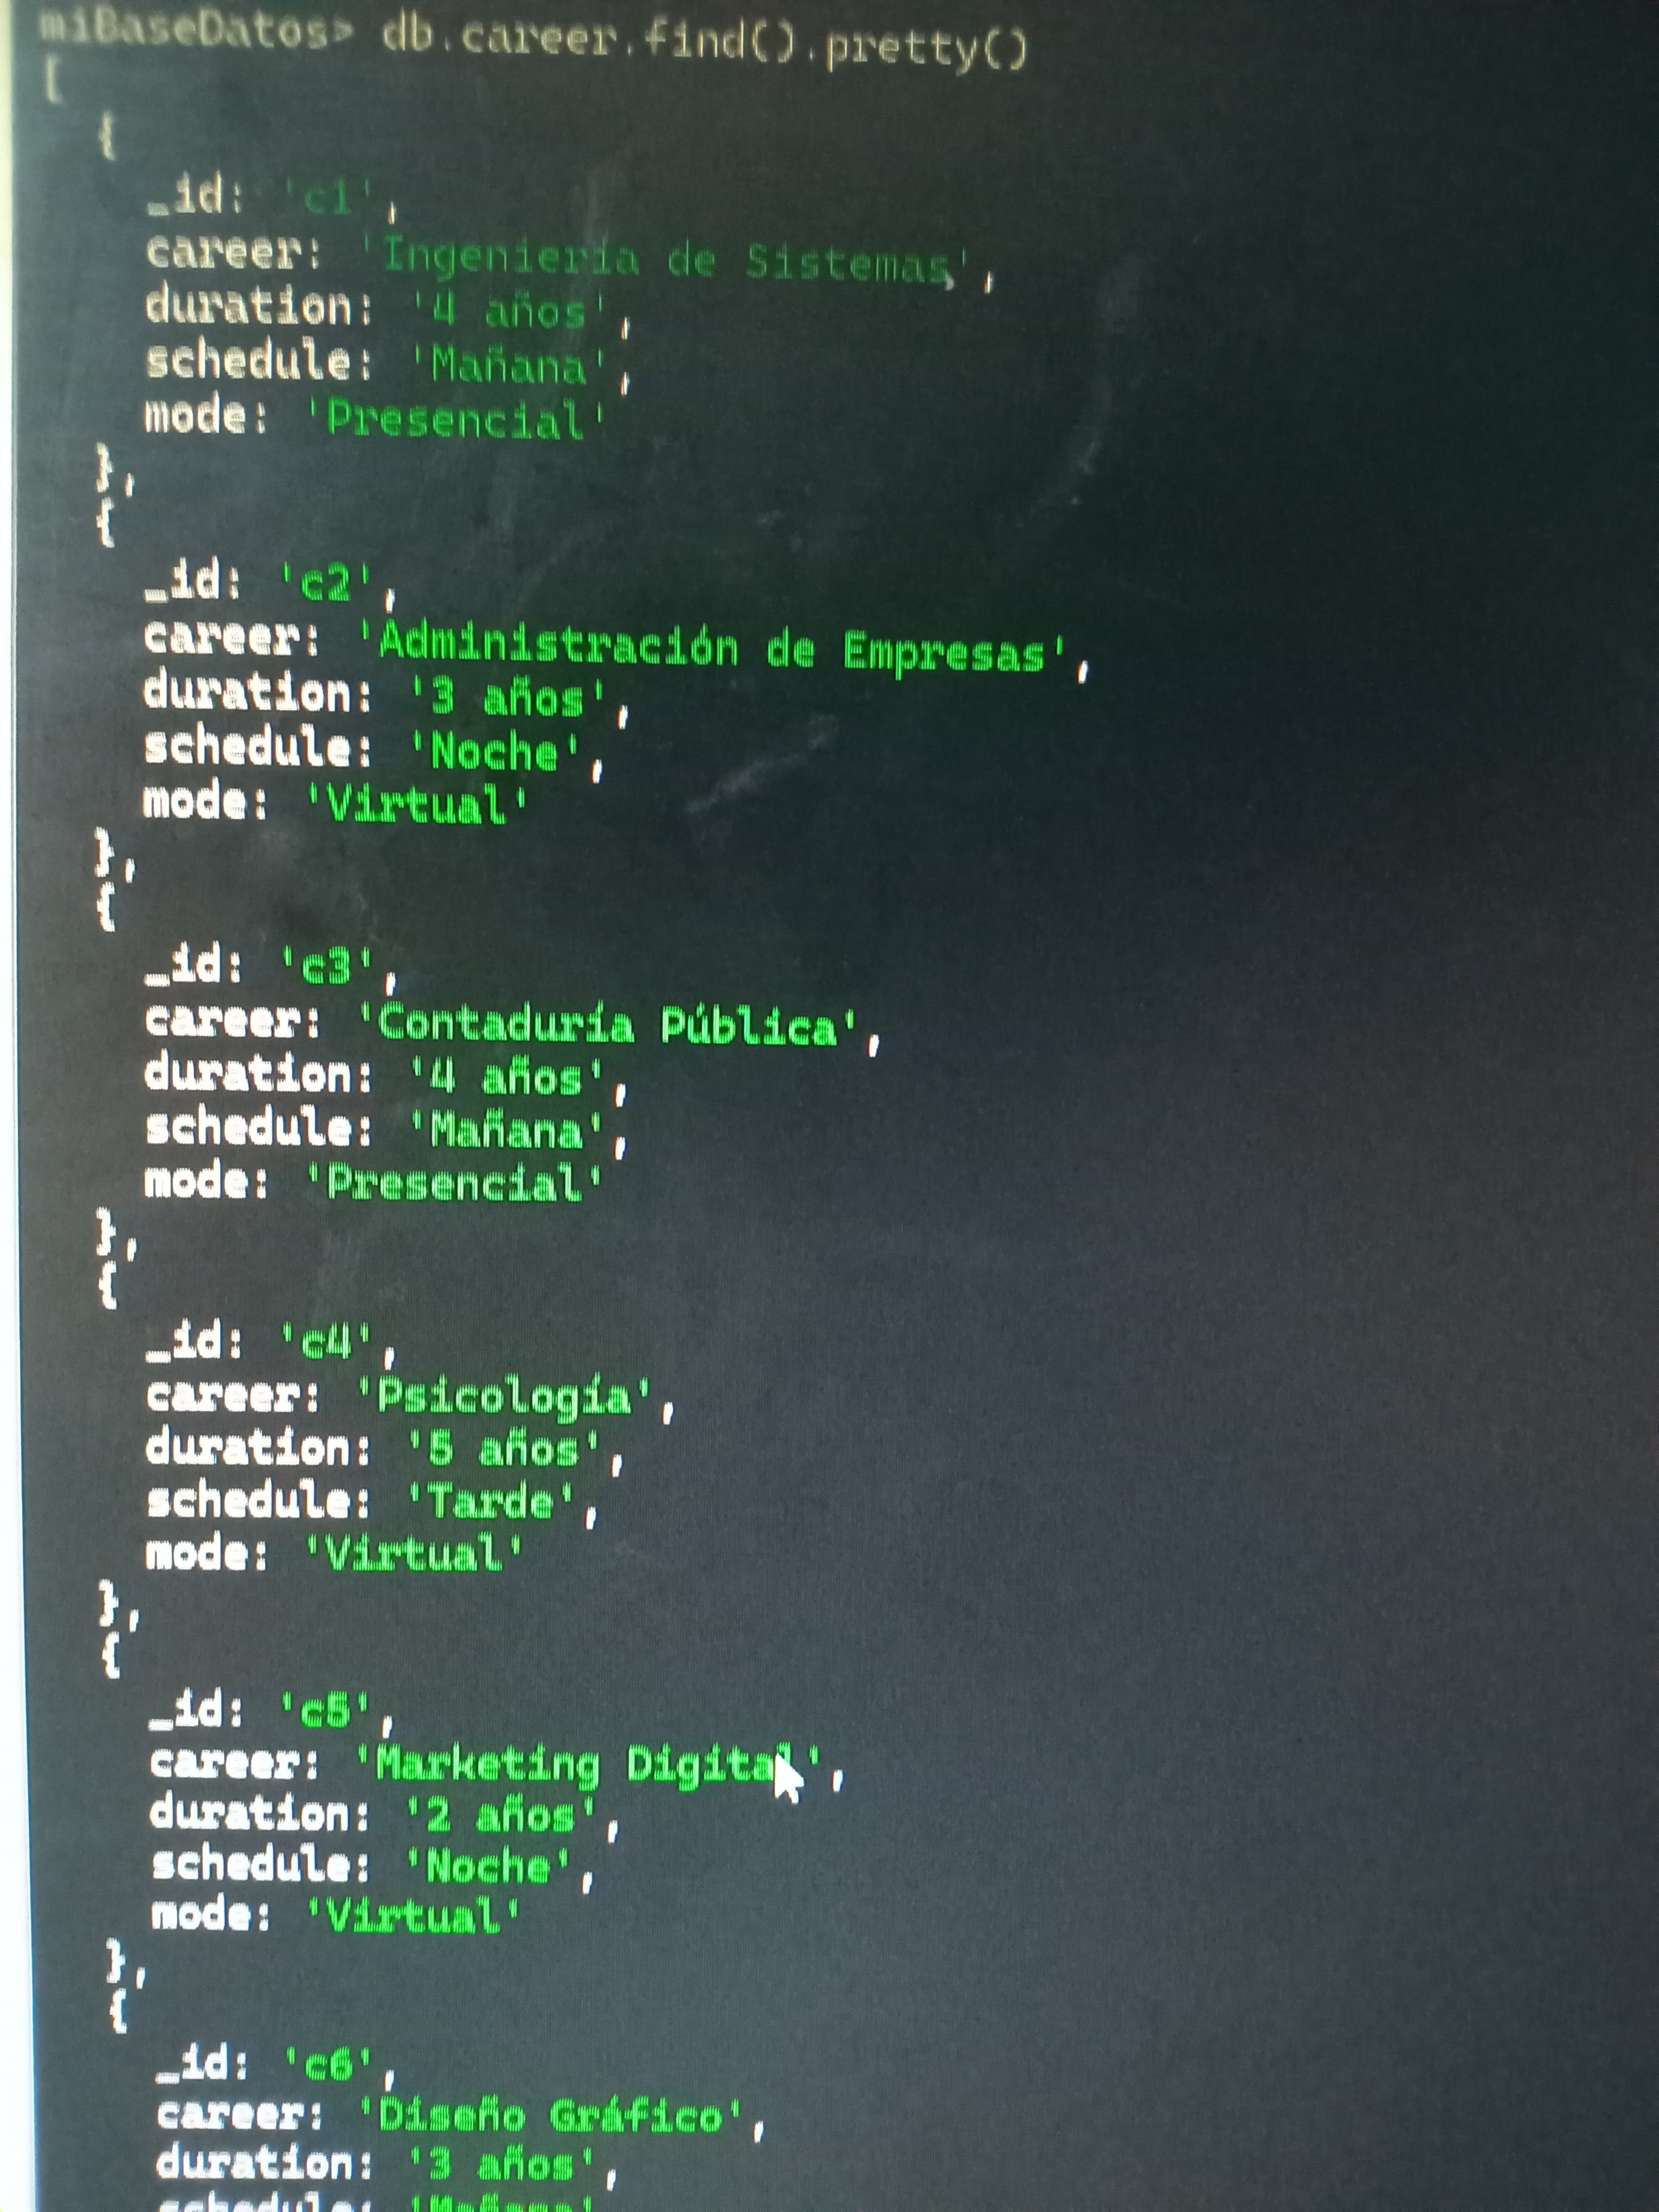 miBaseDatos> db.career.find().pretty()
[
{
_id: 'c1',
career: 'Ingeniería de Sistemas',
duration: '4 años',
schedule: 'Mañana',
mode: 'Presencial'
},
{
_id: 'c2',
career: 'Administración de Empresas',
duration: '3 años',
schedule: 'Noche',
mode: 'Virtual'
},
{
_id: 'c3',
career: 'Contaduría Pública',
duration: '4 años',
schedule: 'Mañana',
mode: 'Presencial'
},
{
_id: 'c4',
career: 'Psicología',
duration: '5 años',
schedule: 'Tarde',
mode: 'Virtual'
},
{
_id: 'c5',
career: 'Marketing Digital',
duration: '2 años',
schedule: 'Noche',
mode: 'Virtual'
},
{
_id: 'c6',
career: 'Diseño Gráfico',
duration: '3 años',
schedule: 'Mañana'